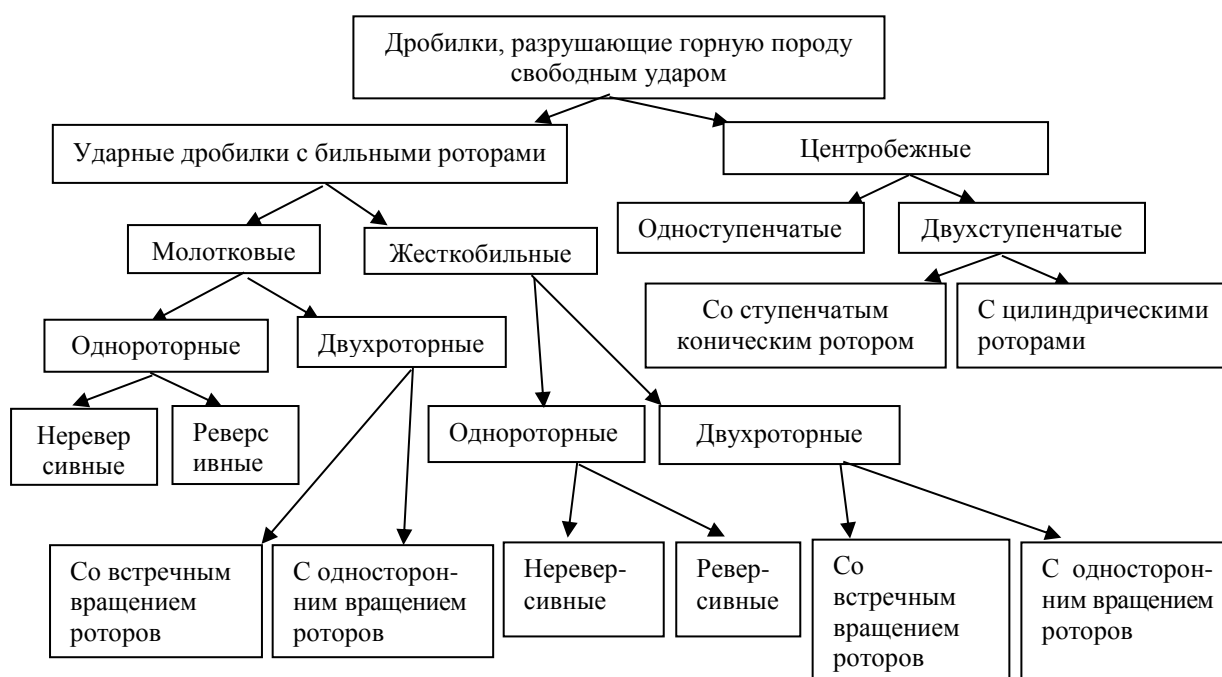 Дробилки, разрушающие горную породу
свободным ударом
Ударные дробилки с бильными роторами
Центробежные
Одноступенчатые
Двухступенчатые
Молотковые
Жесткобильные
Со ступенчатым
коническим ротором
С цилиндрическими
роторами
Однороторные
Двухроторные
Неревер
сивные
Реверс
ивные
Однороторные
Двухроторные
Со встречным
вращением
роторов
С односторон-
ним вращением
роторов
Неревер-
сивные
Ревер-
сивные
Со
встречным
вращением
роторов
С односторон-
ним вращением
роторов